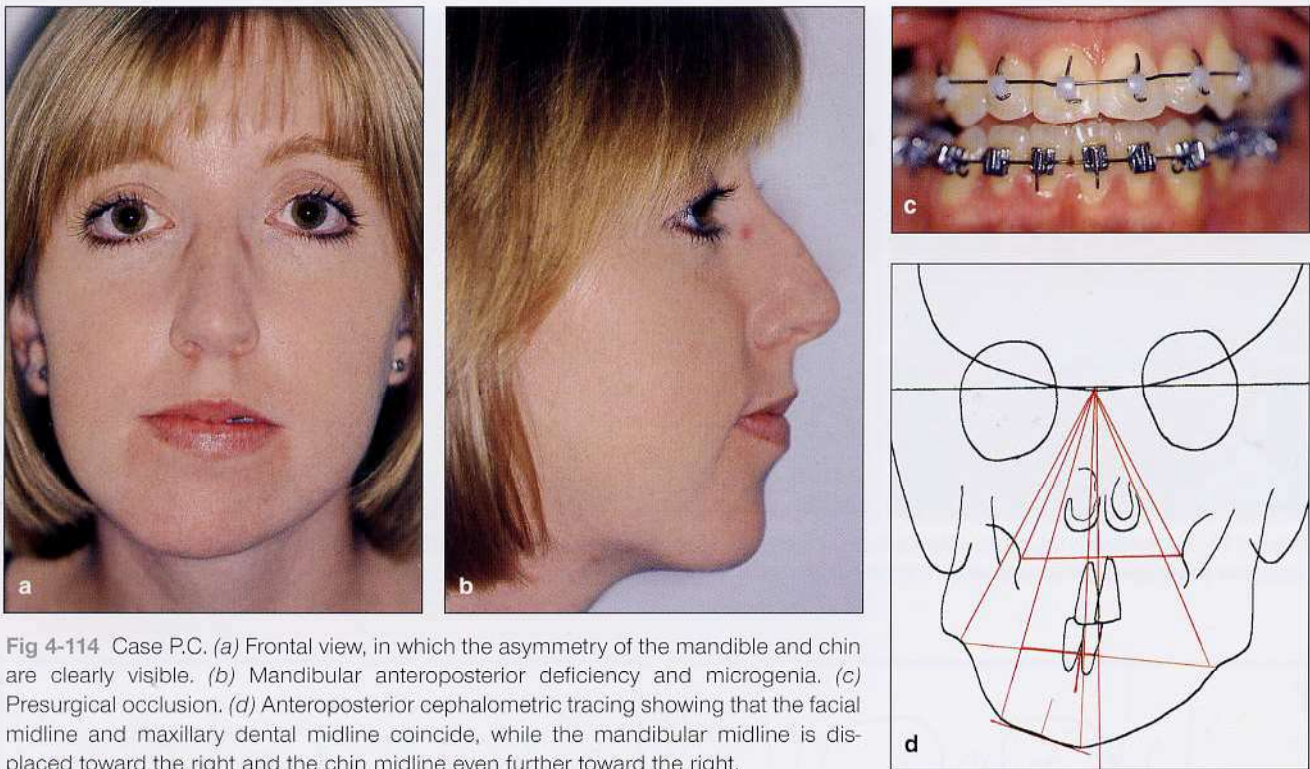 a
b
c
d
Fig 4-114 Case P.C. (a) Frontal view, in which the asymmetry of the mandible and chin
are clearly visible. (b) Mandibular anteroposterior deficiency and microgenia. (c)
Presurgical occlusion. (d) Anteroposterior cephalometric tracing showing that the facial
midline and maxillary dental midline coincide, while the mandibular midline is dis-
placed toward the right and the chin midline even further toward the right.